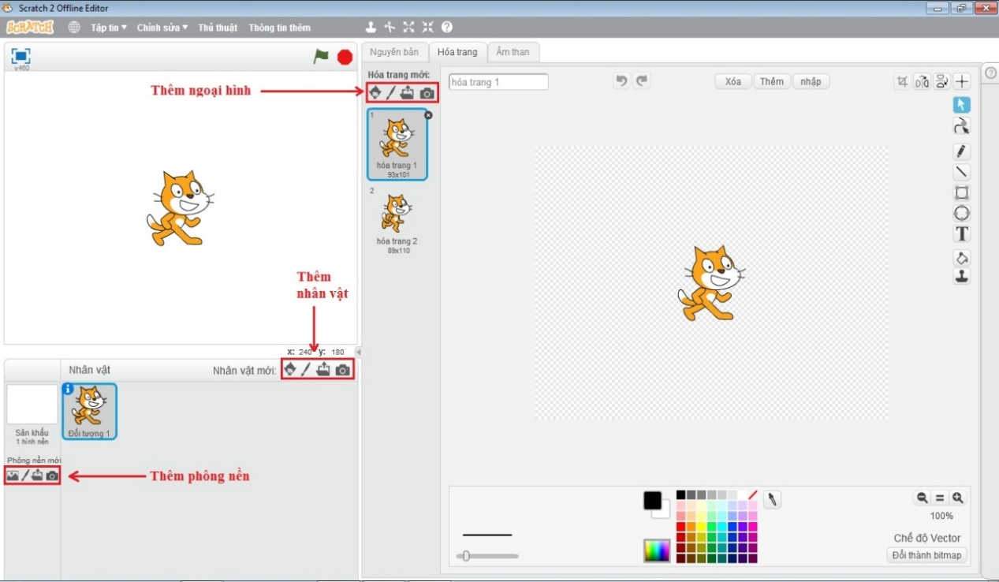 Scratch 2 Offline Editor
SCRATCH Tập tin Chỉnh sửa Thủ thuật Thông tin thêm
v460
Thêm ngoại hình
Thêm
nhân vật
x: 240 y: 180
Nhân vật
Nhân vật mới:
Sân khấu
1 hình nền
Đối tượng 1
Phông nền mới
Thêm phông nền
Nguyên bản Hóa trang Âm than
Hóa trang mới:
1
hóa trang 1
93x101
2
hóa trang 2
89x110
hóa trang 1
Xóa Thêm nhập
T
100%
Chế độ Vector
Đổi thành bitmap